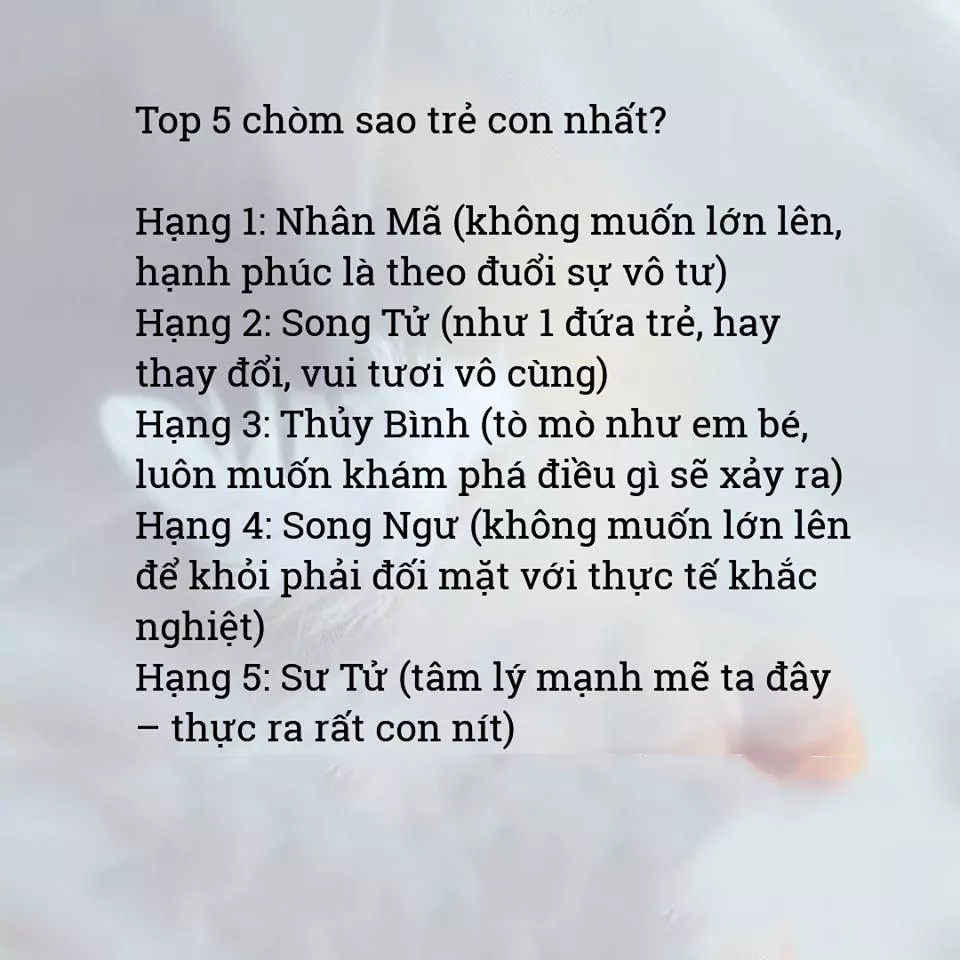 Top 5 chòm sao trẻ con nhất?
Hạng 1: Nhân Mã (không muốn lớn lên,
hạnh phúc là theo đuổi sự vô tư)
Hạng 2: Song Tử (như 1 đứa trẻ, hay
thay đổi, vui tươi vô cùng)
Hạng 3: Thủy Bình (tò mò như em bé,
luôn muốn khám phá điều gì sẽ xảy ra)
Hạng 4: Song Ngư (không muốn lớn lên
để khỏi phải đối mặt với thực tế khắc
nghiệt)
Hạng 5: Sư Tử (tâm lý mạnh mẽ ta đây
– thực ra rất con nít)